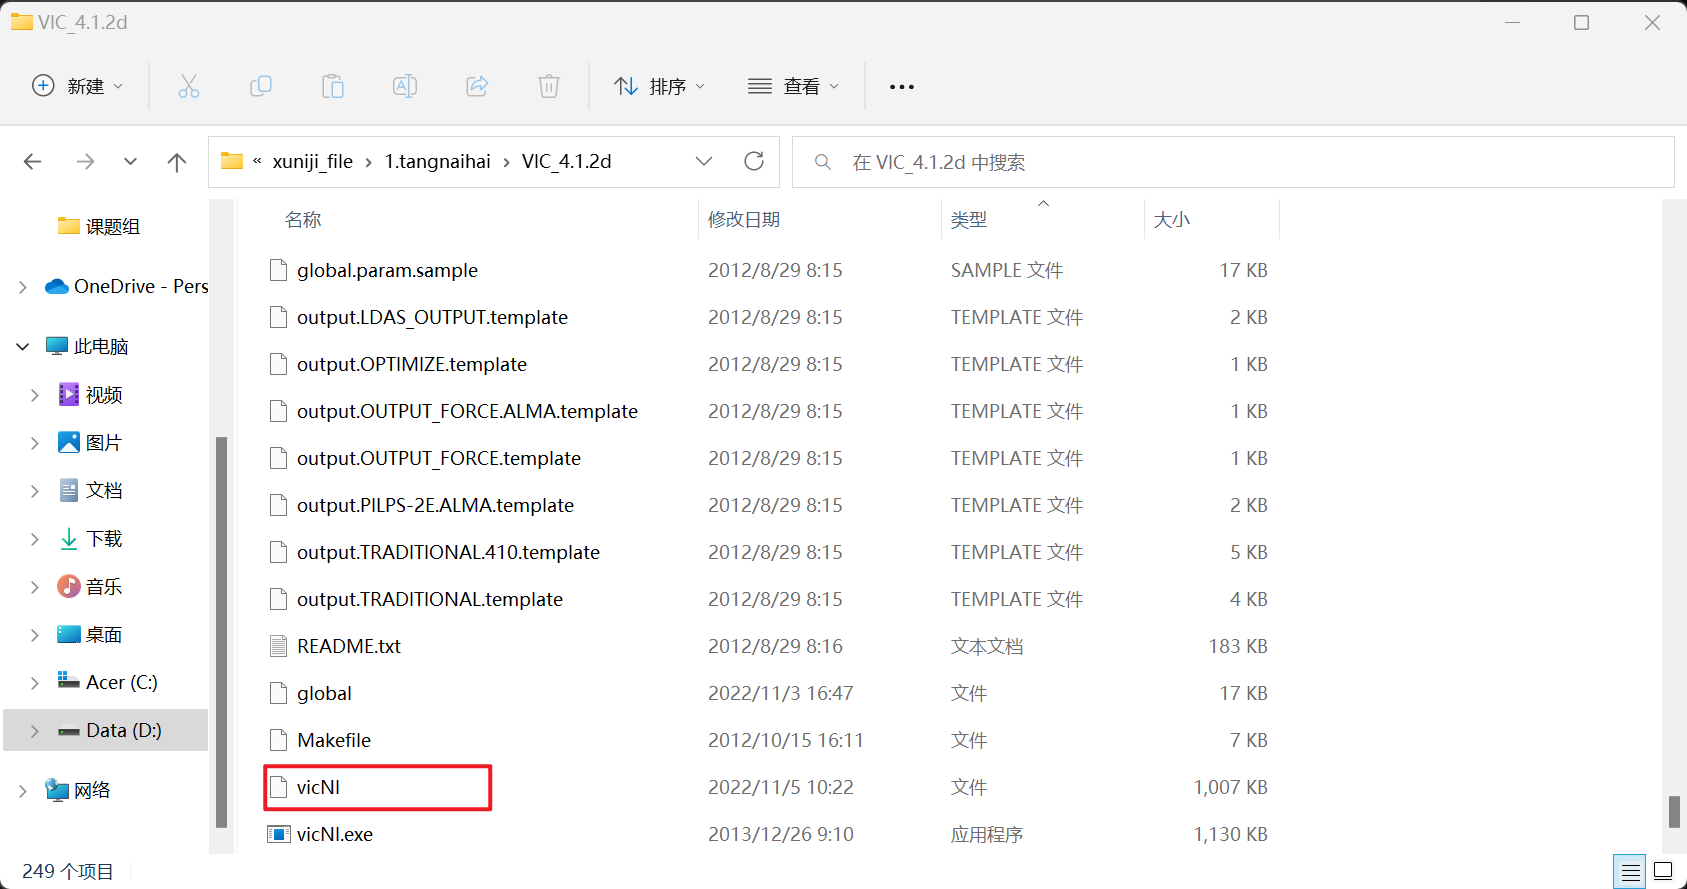 VIC_4.1.2d
新建 排序 查看
« xuniji_file › 1.tangnaihai › VIC_4.1.2d 在 VIC_4.1.2d 中搜索
课题组
OneDrive - Pers
此电脑
视频
图片
文档
下载
音乐
桌面
Acer (C:)
Data (D:)
网络
名称 修改日期 类型 大小
global.param.sample 2012/8/29 8:15 SAMPLE 文件 17 KB
output.LDAS_OUTPUT.template 2012/8/29 8:15 TEMPLATE 文件 2 KB
output.OPTIMIZE.template 2012/8/29 8:15 TEMPLATE 文件 1 KB
output.OUTPUT_FORCE.ALMA.template 2012/8/29 8:15 TEMPLATE 文件 1 KB
output.OUTPUT_FORCE.template 2012/8/29 8:15 TEMPLATE 文件 1 KB
output.PILPS-2E.ALMA.template 2012/8/29 8:15 TEMPLATE 文件 2 KB
output.TRADITIONAL.410.template 2012/8/29 8:15 TEMPLATE 文件 5 KB
output.TRADITIONAL.template 2012/8/29 8:15 TEMPLATE 文件 4 KB
README.txt 2012/8/29 8:16 文本文档 183 KB
global 2022/11/3 16:47 文件 17 KB
Makefile 2012/10/15 16:11 文件 7 KB
vicNl 2022/11/5 10:22 文件 1,007 KB
vicNl.exe 2013/12/26 9:10 应用程序 1,130 KB
249 个项目